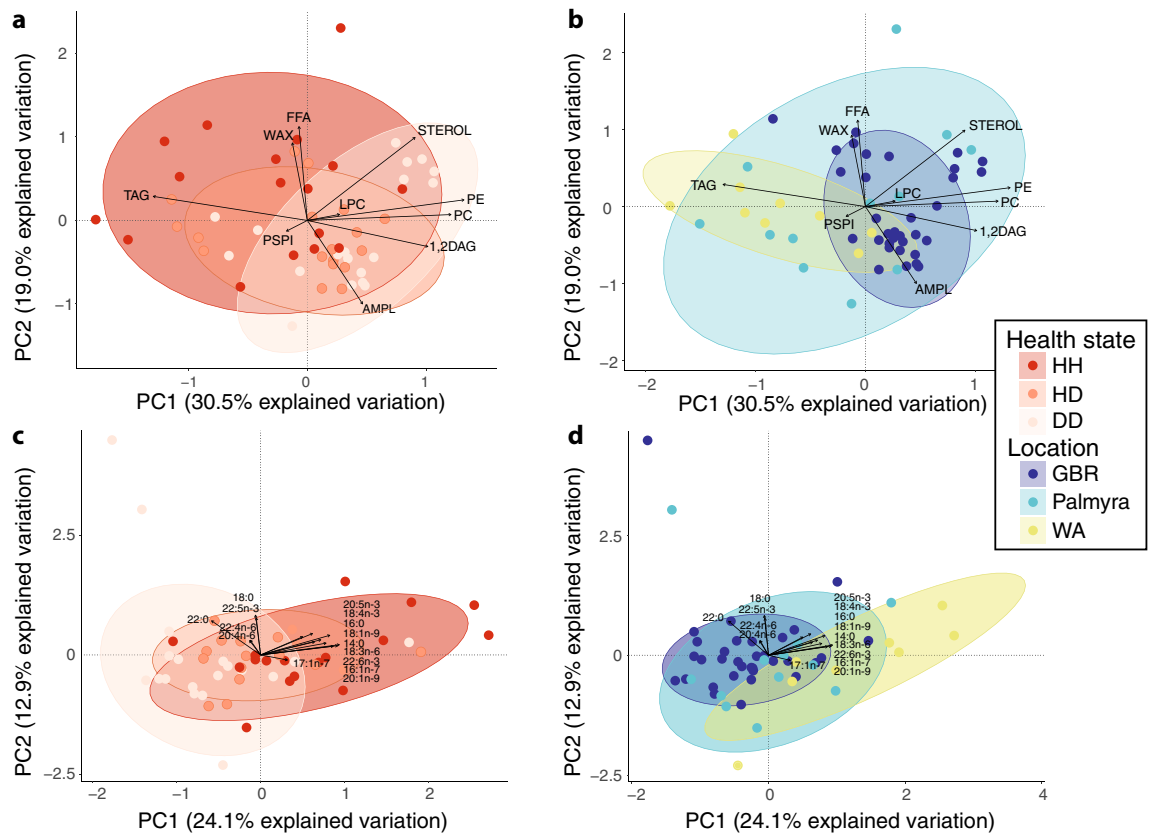 a
PC2 (19.0% explained variation)
2
1
0
−1
FFA
WAX
STEROL
TAG
LPC
PE
PC
PSPI
1,2DAG
AMPL
−1
0
1
PC1 (30.5% explained variation)
b
PC2 (19.0% explained variation)
2
1
0
−1
−2
FFA
WAX
STEROL
TAG
LPC
PE
PC
PSPI
1,2DAG
AMPL
−2
−1
0
1
PC1 (30.5% explained variation)
Health state
HH
HD
DD
Location
GBR
Palmyra
WA
c
PC2 (12.9% explained variation)
2.5
0
−2.5
18:0
22:5n-3
22:0
22:4n-6
20:4n-6
20:5n-3
18:4n-3
16:0
18:1n-9
14:0
18:3n-6
22:6n-3
16:1n-7
20:1n-9
17:1n-7
−2
−1
0
1
2
PC1 (24.1% explained variation)
d
PC2 (12.9% explained variation)
2.5
0
−2.5
18:0
22:5n-3
22:0
22:4n-6
20:4n-6
20:5n-3
18:4n-3
16:0
18:1n-9
14:0
18:3n-6
22:6n-3
16:1n-7
20:1n-9
17:1n-7
−2
0
2
4
PC1 (24.1% explained variation)